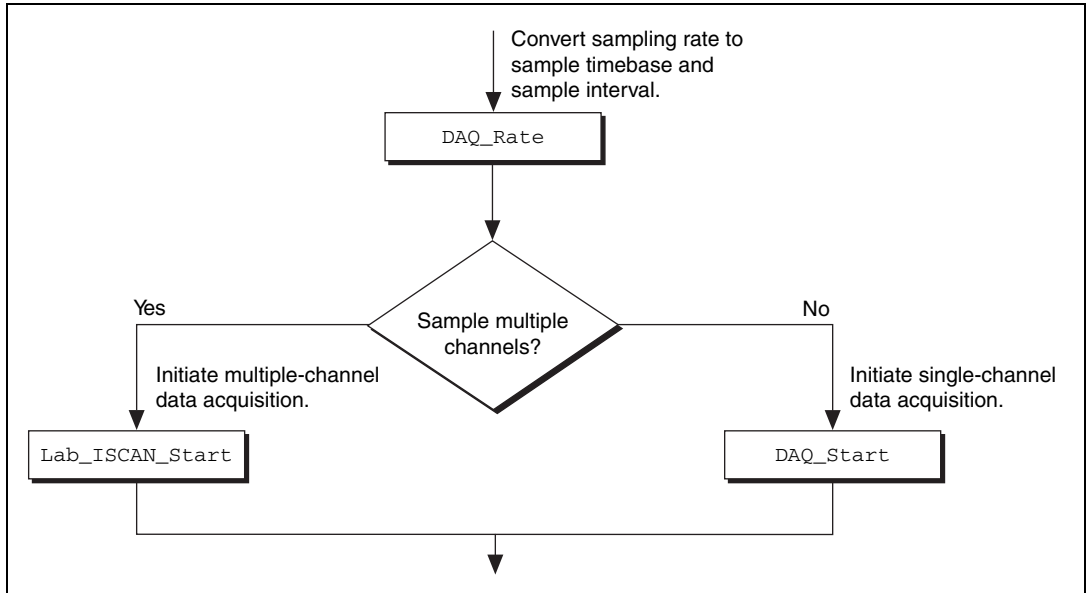 Convert sampling rate to
sample timebase and
sample interval.
DAQ_Rate
Sample multiple
channels?
Yes
No
Initiate multiple-channel
data acquisition.
Initiate single-channel
data acquisition.
Lab_ISCAN_Start
DAQ_Start